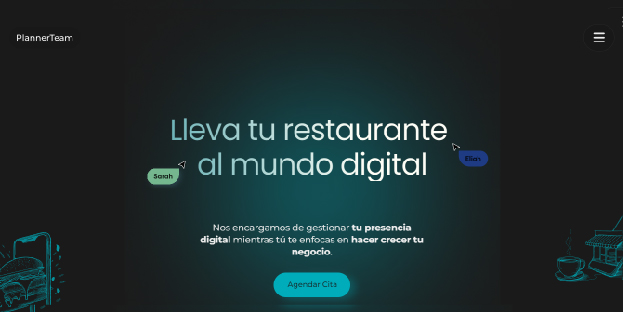 PlannerTeam
Lleva tu restaurante
al mundo digital
Sarah
Elian
Nos encargamos de gestionar tu presencia
digital mientras tú te enfocas en hacer crecer tu
negocio.
Agendar Cita